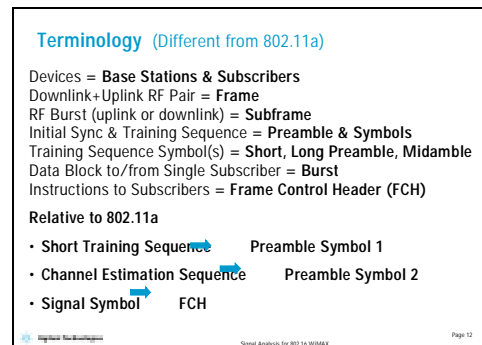 Terminology (Different from 802.11a)
Devices = Base Stations & Subscribers
Downlink+Uplink RF Pair = Frame
RF Burst (uplink or downlink) = Subframe
Initial Sync & Training Sequence = Preamble & Symbols
Training Sequence Symbol(s) = Short, Long Preamble, Midamble
Data Block to/from Single Subscriber = Burst
Instructions to Subscribers = Frame Control Header (FCH)
Relative to 802.11a
• Short Training Sequence Preamble Symbol 1
• Channel Estimation Sequence Preamble Symbol 2
• Signal Symbol FCH
Agilent Technologies
Signal Analysis for 802.16 WiMAX
Page 12